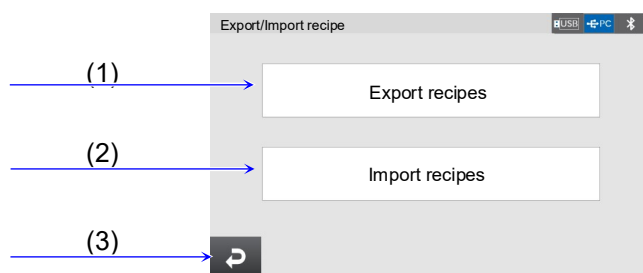 Export/Import recipe
USB PC
(1)
Export recipes
(2)
Import recipes
(3)